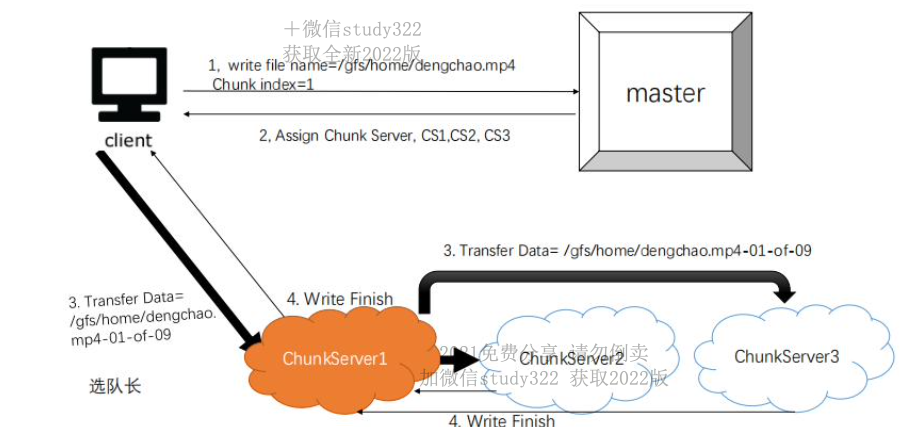 ＋微信study322
获取全新2022版
1, write file name=/gfs/home/dengchao.mp4
Chunk index=1
master
2, Assign Chunk Server, CS1,CS2, CS3
client
3. Transfer Data= /gfs/home/dengchao.mp4-01-of-09
3. Transfer Data=
/gfs/home/dengchao.
mp4-01-of-09
4. Write Finish
ChunkServer1
ChunkServer2
ChunkServer3
2021免费分享 请勿倒卖
加微信study322 获取2022版
选队长
4. Write Finish